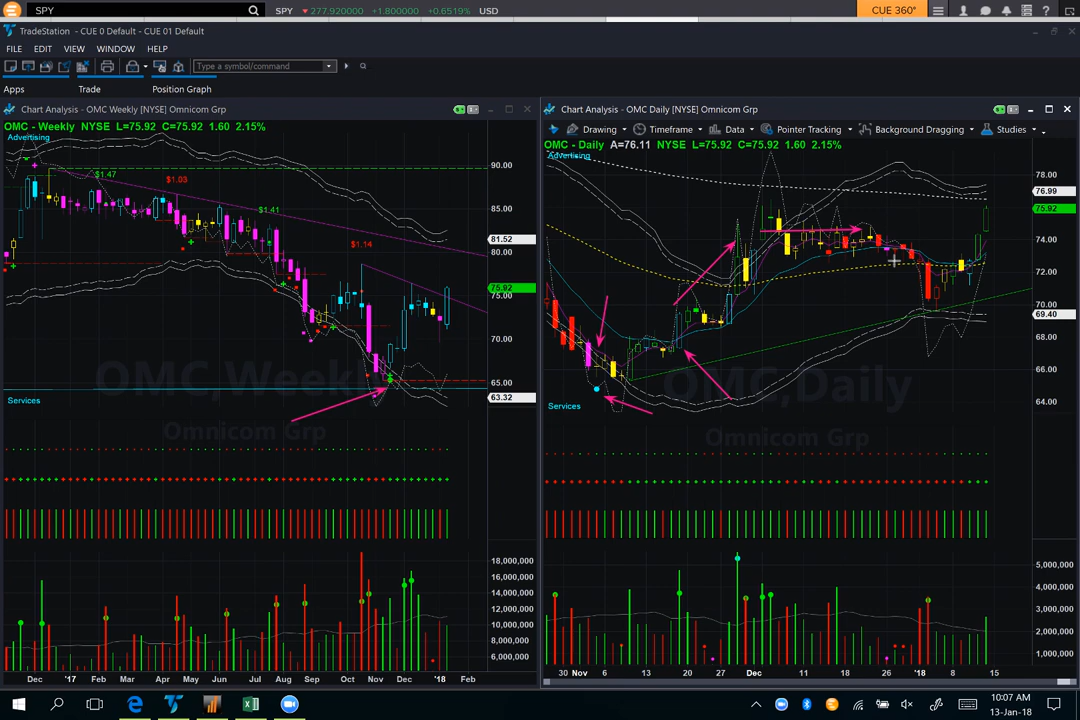 SPY
SPY ▼ 277.920000 +1.800000 +0.6519% USD
CUE 360°
TradeStation - CUE 0 Default - CUE 01 Default
FILE EDIT VIEW WINDOW HELP
Type a symbol/command
Apps Trade Position Graph
Chart Analysis - OMC Weekly [NYSE] Omnicom Grp
OMC - Weekly NYSE L=75.92 C=75.92 1.60 2.15%
Advertising
$1.47
$1.03
$1.41
$1.14
90.00
85.00
81.52
80.00
75.92
75.00
70.00
65.00
63.32
OMC,Weekly
Services
Omnicom Grp
18,000,000
16,000,000
14,000,000
12,000,000
10,000,000
8,000,000
6,000,000
Dec '17 Feb Mar Apr May Jun Jul Aug Sep Oct Nov Dec '18 Feb
Chart Analysis - OMC Daily [NYSE] Omnicom Grp
Drawing Timeframe Data Pointer Tracking Background Dragging Studies
OMC - Daily A=76.11 NYSE L=75.92 C=75.92 1.60 2.15%
Advertising
78.00
76.99
75.92
74.00
72.00
70.00
69.40
68.00
66.00
64.00
OMC,Daily
Services
Omnicom Grp
5,000,000
4,000,000
3,000,000
2,000,000
1,000,000
30 Nov 6 13 20 27 Dec 11 18 26 '18 8 15
10:07 AM
13-Jan-18